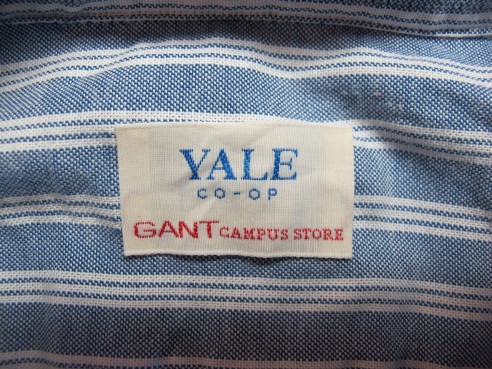 YALE
CO-OP
GANT CAMPUS STORE